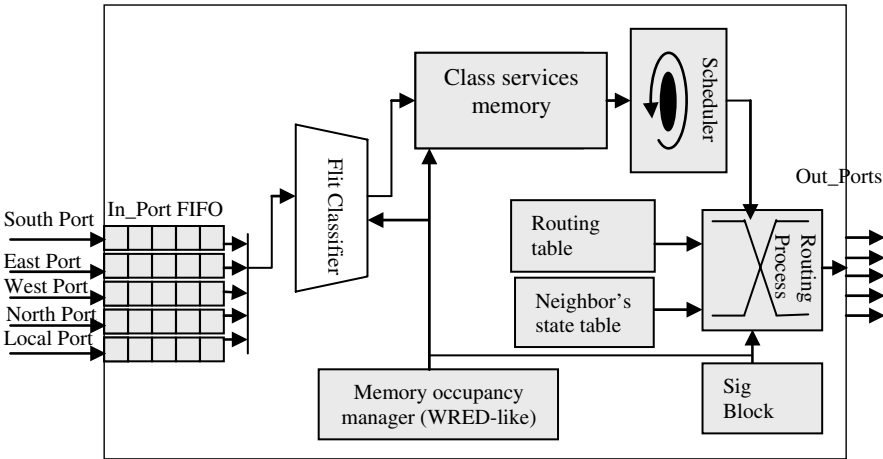 Class services
memory
Scheduler
Flit Classifier
Out_Ports
In_Port FIFO
South Port
East Port
West Port
North Port
Local Port
Routing
table
Neighbor's
state table
Routing
Process
Memory occupancy
manager (WRED-like)
Sig
Block